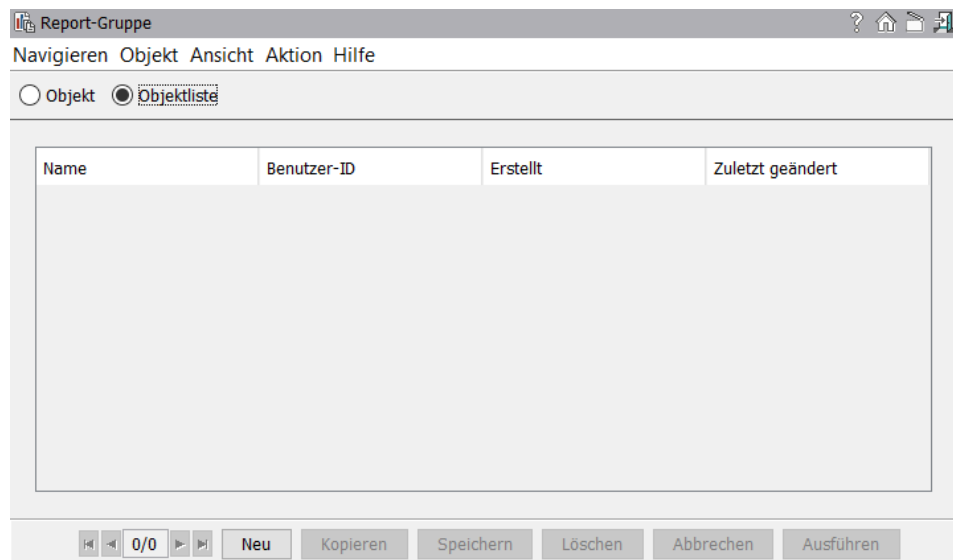 Report-Gruppe
Navigieren Objekt Ansicht Aktion Hilfe
Objekt Objektliste
Name Benutzer-ID Erstellt Zuletzt geändert
0/0 Neu Kopieren Speichern Löschen Abbrechen Ausführen